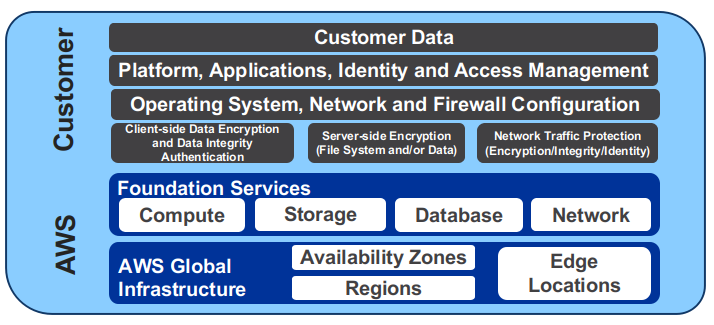 Customer
Customer Data
Platform, Applications, Identity and Access Management
Operating System, Network and Firewall Configuration
Client-side Data Encryption
and Data Integrity
Authentication
Server-side Encryption
(File System and/or Data)
Network Traffic Protection
(Encryption/Integrity/Identity)
AWS
Foundation Services
Compute
Storage
Database
Network
AWS Global
Infrastructure
Availability Zones
Regions
Edge
Locations